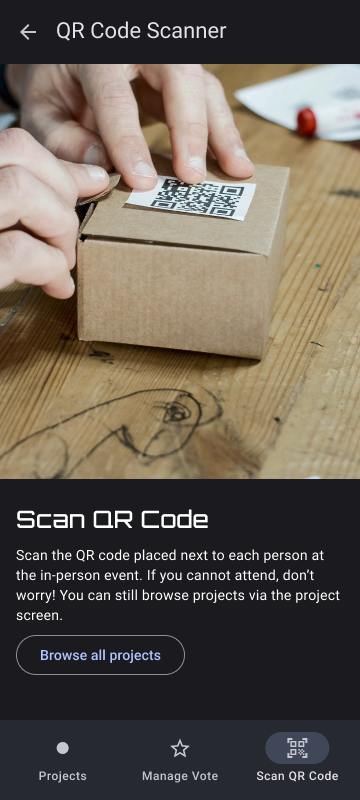 QR Code Scanner
Scan QR Code
Scan the QR code placed next to each person at
the in-person event. If you cannot attend, don’t
worry! You can still browse projects via the project
screen.
Browse all projects
Projects
Manage Vote
Scan QR Code